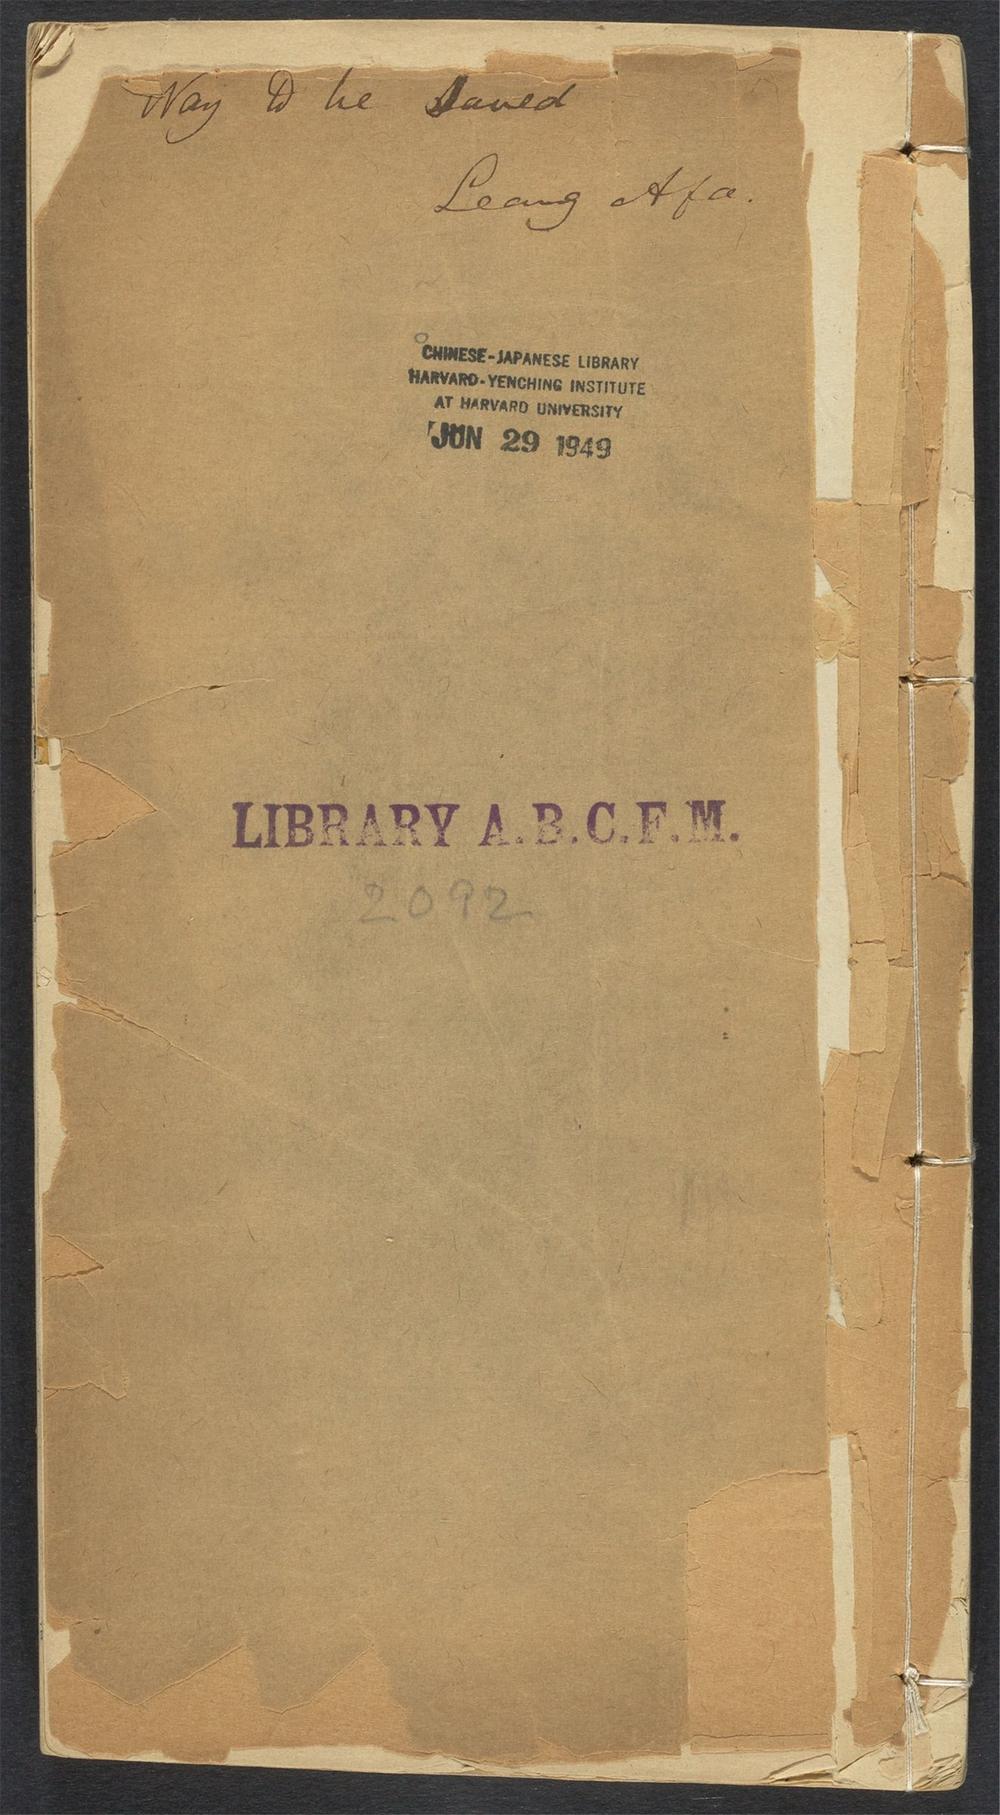 Way to be Saved
Leang Afa.
CHINESE-JAPANESE LIBRARY
HARVARD-YENCHING INSTITUTE
AT HARVARD UNIVERSITY
JUN 29 1949
LIBRARY A.B.C.F.M.
2092